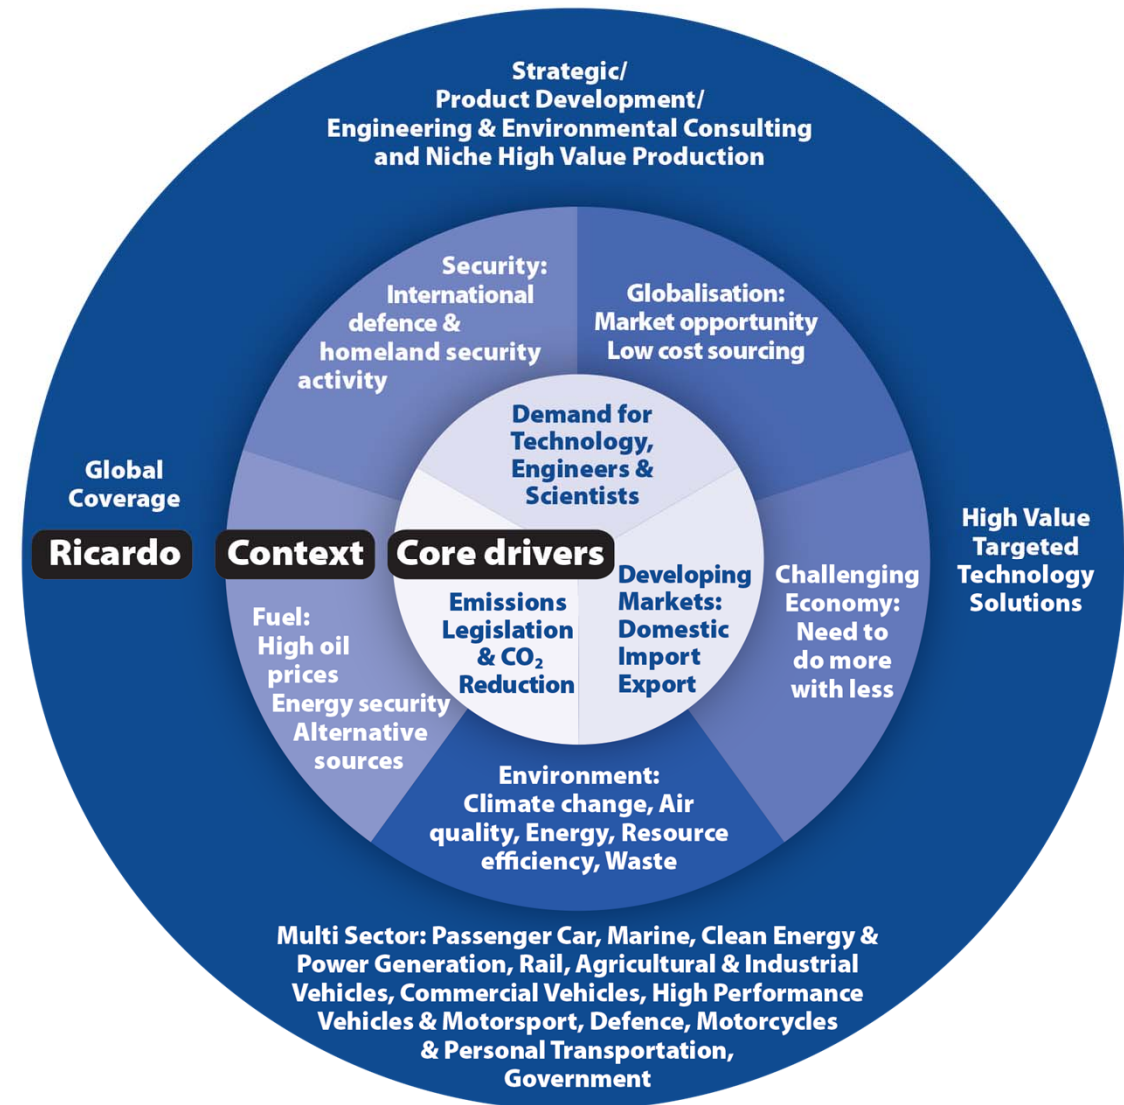 Strategic/
Product Development/
Engineering & Environmental Consulting
and Niche High Value Production
Security:
International
defence &
homeland security
activity
Globalisation:
Market opportunity
Low cost sourcing
Demand for
Technology,
Engineers &
Scientists
Global
Coverage
Ricardo
Context
Core drivers
High Value
Targeted
Technology
Solutions
Developing
Markets:
Domestic
Import
Export
Challenging
Economy:
Need to
do more
with less
Emissions
Legislation
& CO₂
Reduction
Fuel:
High oil
prices
Energy security
Alternative
sources
Environment:
Climate change, Air
quality, Energy, Resource
efficiency, Waste
Multi Sector: Passenger Car, Marine, Clean Energy &
Power Generation, Rail, Agricultural & Industrial
Vehicles, Commercial Vehicles, High Performance
Vehicles & Motorsport, Defence, Motorcycles
& Personal Transportation,
Government